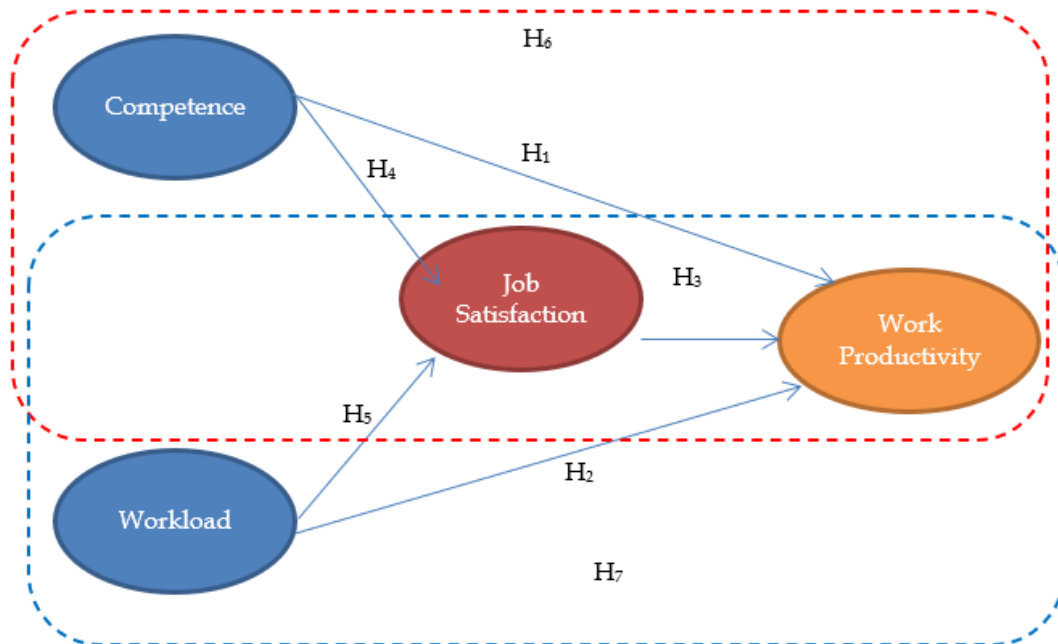 H₆
Competence
H₁
H₄
Job
Satisfaction
H₃
Work
Productivity
H₅
H₂
Workload
H₇